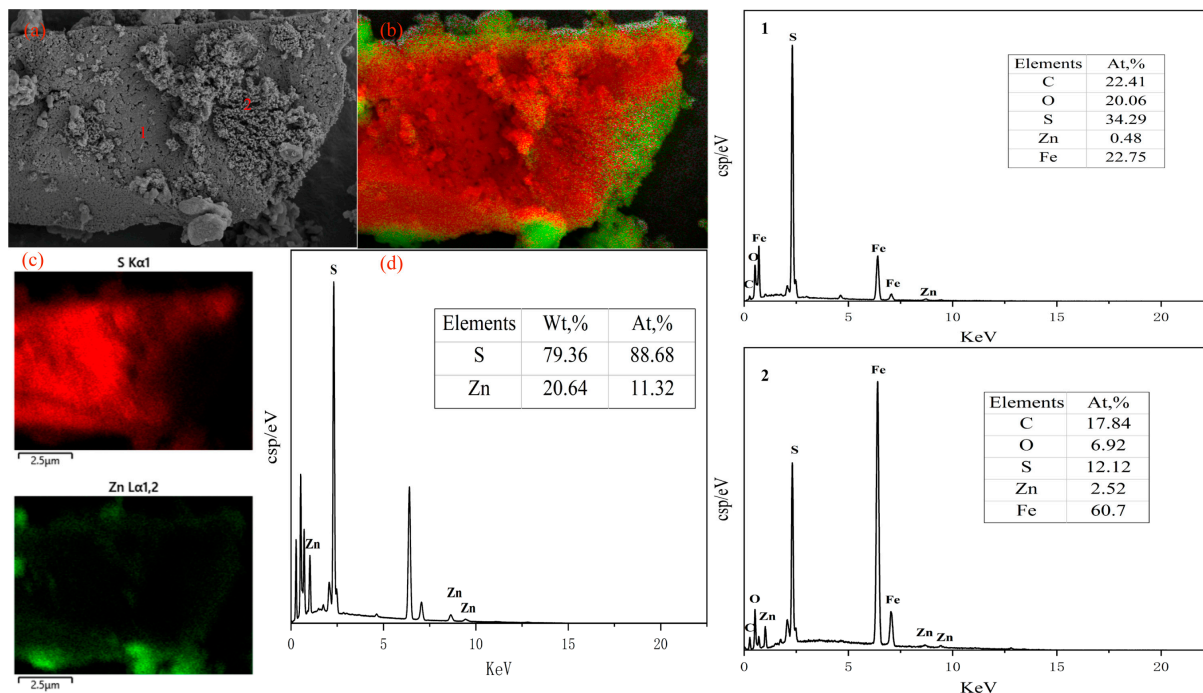 (a)
1
2
(b)
(c)
S Kα1
2.5μm
Zn Lα1,2
2.5μm
(d)
csp/eV
S
Zn
Zn
Zn
Elements Wt,% At,%
S 79.36 88.68
Zn 20.64 11.32
0 5 10 15 20
KeV
1
csp/eV
S
Fe
O
C
Fe
Fe
Zn
Elements At,%
C 22.41
O 20.06
S 34.29
Zn 0.48
Fe 22.75
0 5 10 15 20
KeV
2
csp/eV
Fe
S
O
C
Zn
Fe
Zn
Zn
Elements At,%
C 17.84
O 6.92
S 12.12
Zn 2.52
Fe 60.7
0 5 10 15 20
KeV